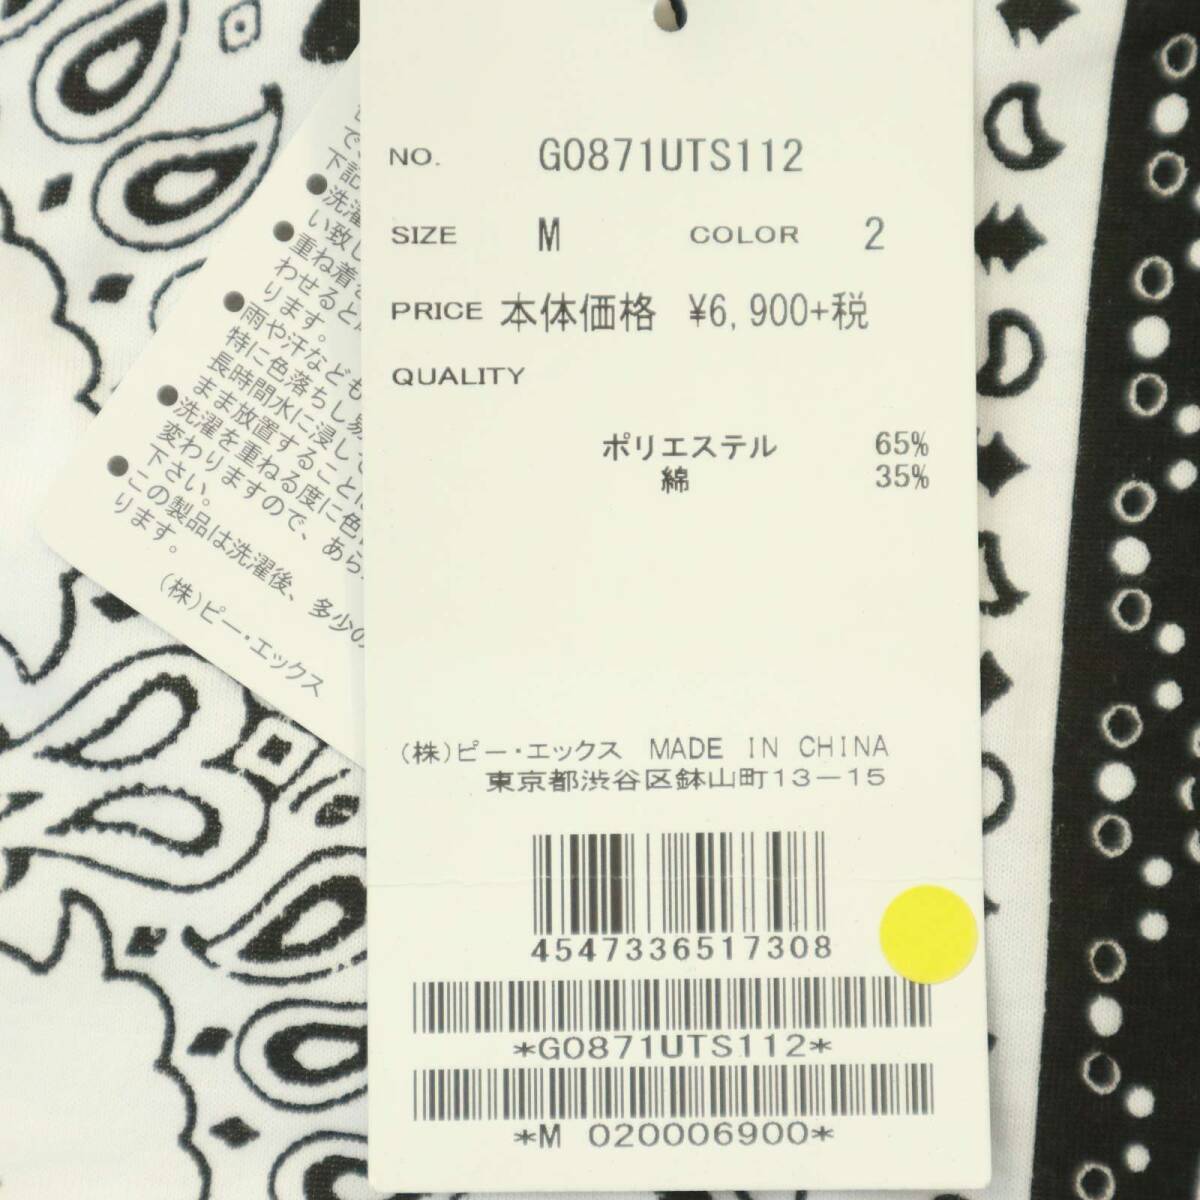 NO. G0871UTS112
SIZE M COLOR 2
PRICE 本体価格 ¥6,900+税
QUALITY
ポリエステル 65%
綿 35%
(株)ピー・エックス MADE IN CHINA
東京都渋谷区鉢山町13-15
4547336517308
*G0871UTS112*
*M 020006900*
で
下記
●洗濯
い致し
●重ね着
わせると
ります。
●雨や汗なども
特に色落ちし易
長時間水に浸して
まま放置することは
●洗濯を重ねる度に色
変わりますので、あら
下さい。
●この製品は洗濯後、多少の
ります。
(株)ピー・エックス